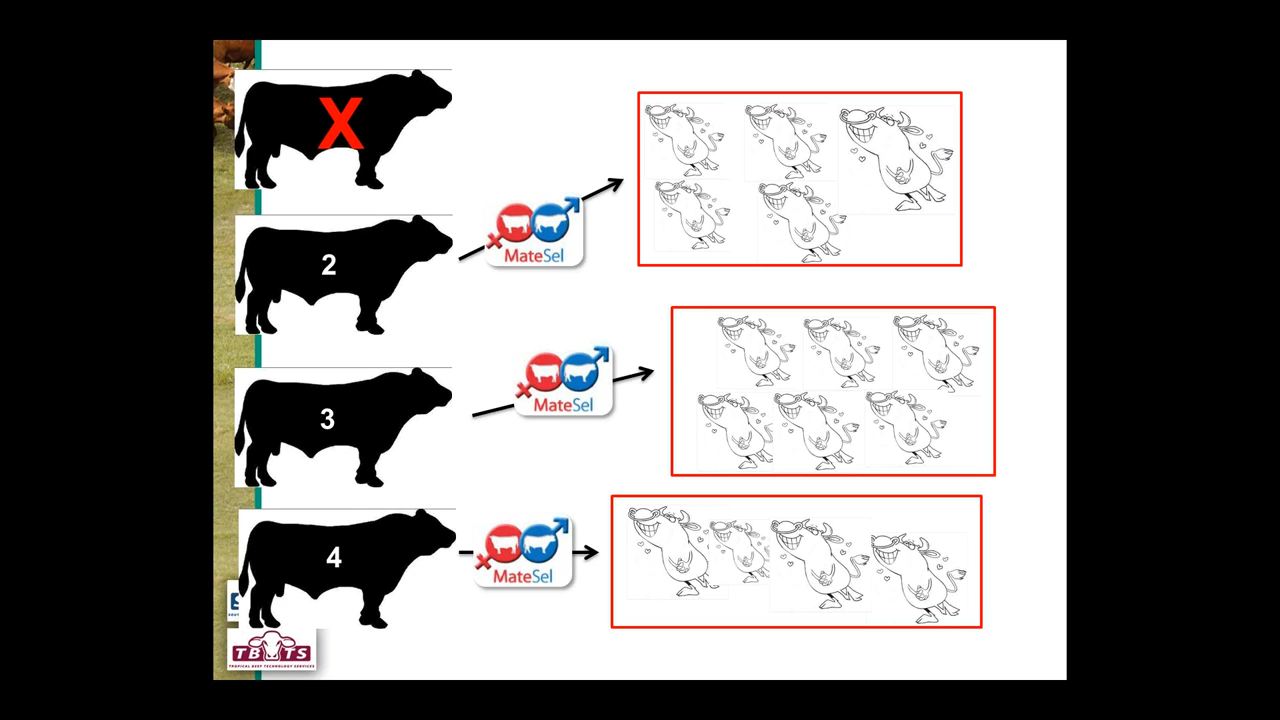 X
2
MateSel
3
MateSel
4
MateSel
TBTS
TROPICAL BEEF TECHNOLOGY SERVICES